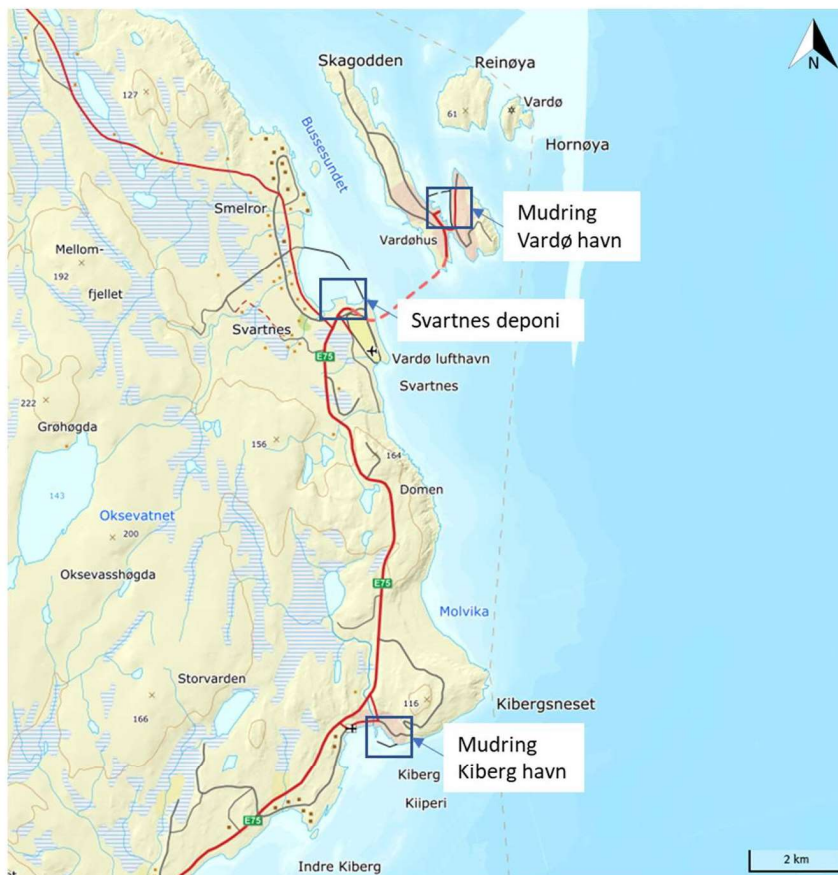 Skagodden
Reinøya
N
127
61
Vardø
Bussesundet
Hornøya
Smelror
Mudring
Vardø havn
Vardøhus
Mellom-
192
fjellet
Svartnes deponi
Svartnes
E75
Vardø lufthavn
Svartnes
222
Grøhøgda
156
164
143
Domen
Oksevatnet
200
Oksevasshøgda
E75
Molvika
Storvarden
116
Kibergsneset
166
Mudring
Kiberg havn
Kiberg
Kiiperi
E75
Indre Kiberg
2 km